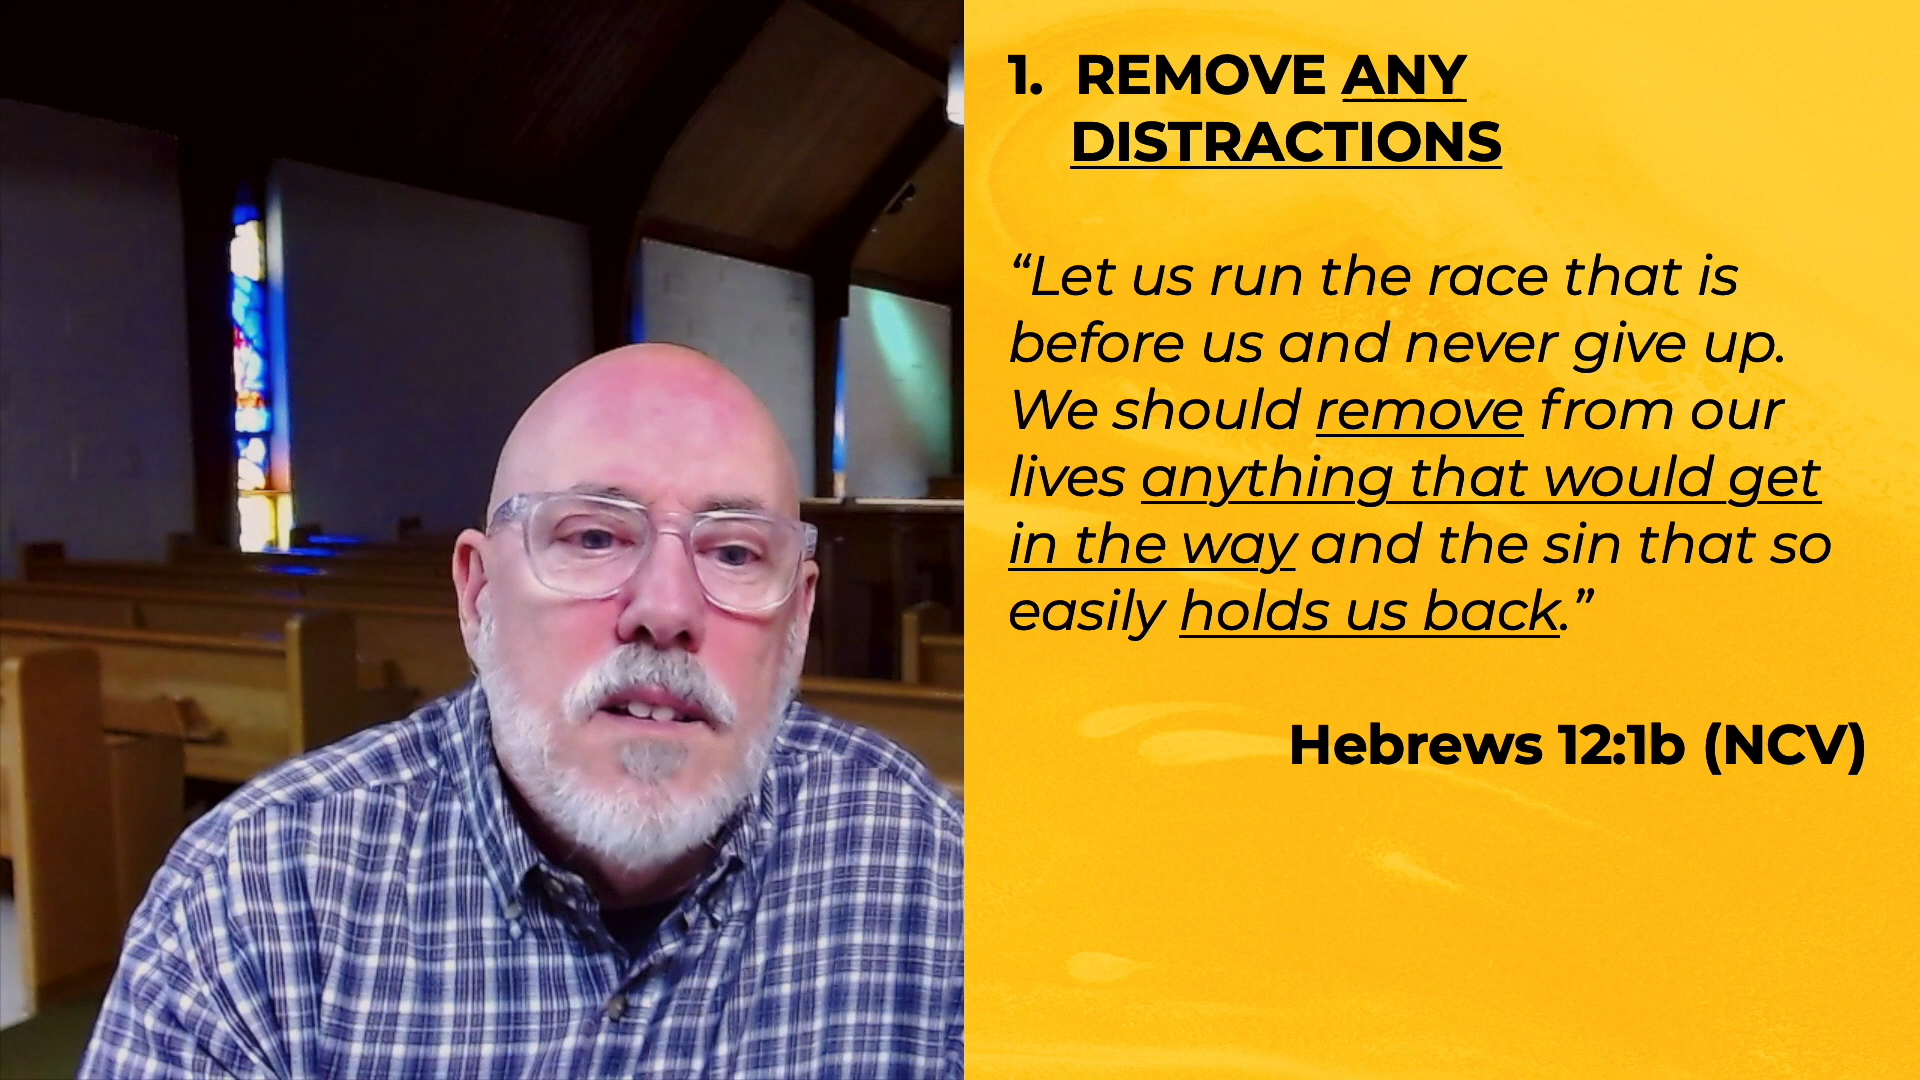 1. REMOVE ANY
DISTRACTIONS
“Let us run the race that is
before us and never give up.
We should remove from our
lives anything that would get
in the way and the sin that so
easily holds us back.”
Hebrews 12:1b (NCV)